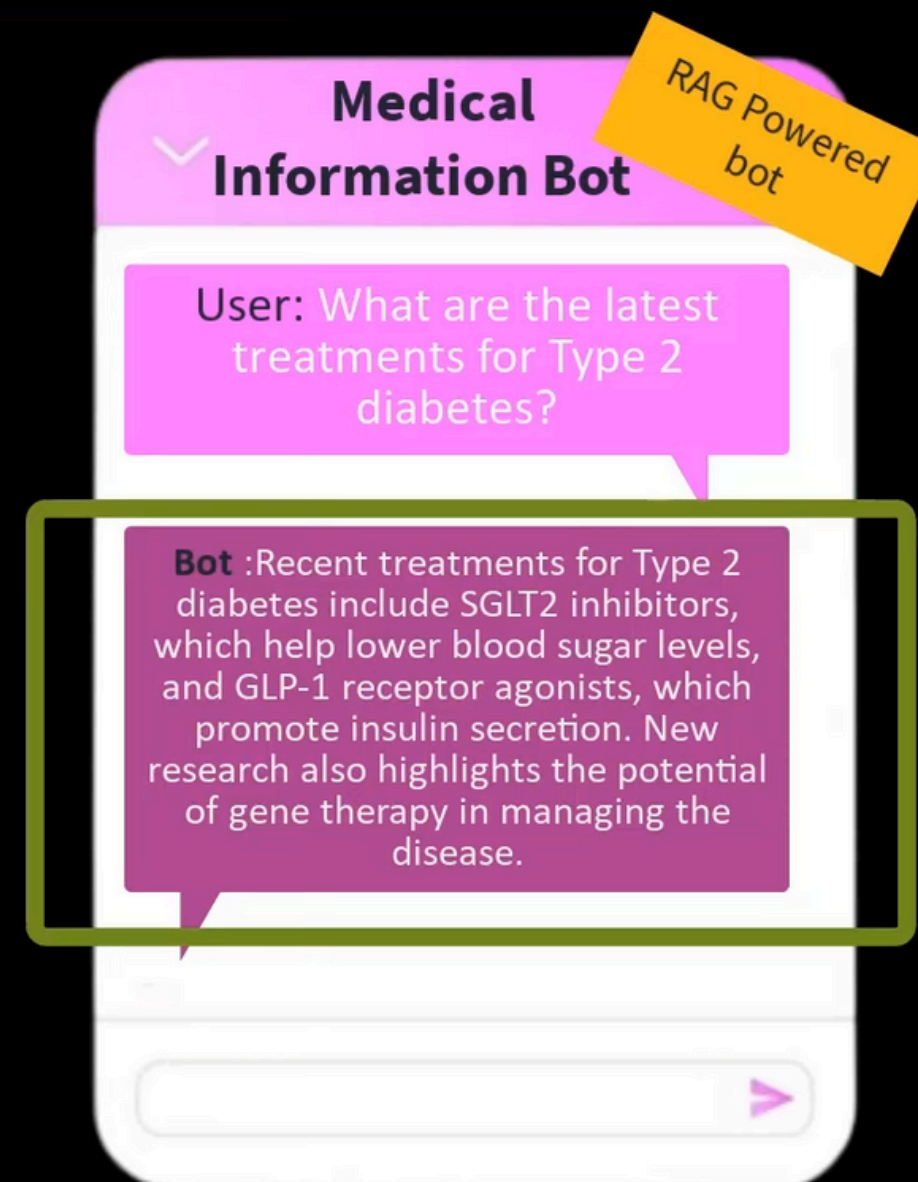 Medical
Information Bot
RAG Powered
bot
User: What are the latest
treatments for Type 2
diabetes?
Bot :Recent treatments for Type 2
diabetes include SGLT2 inhibitors,
which help lower blood sugar levels,
and GLP-1 receptor agonists, which
promote insulin secretion. New
research also highlights the potential
of gene therapy in managing the
disease.